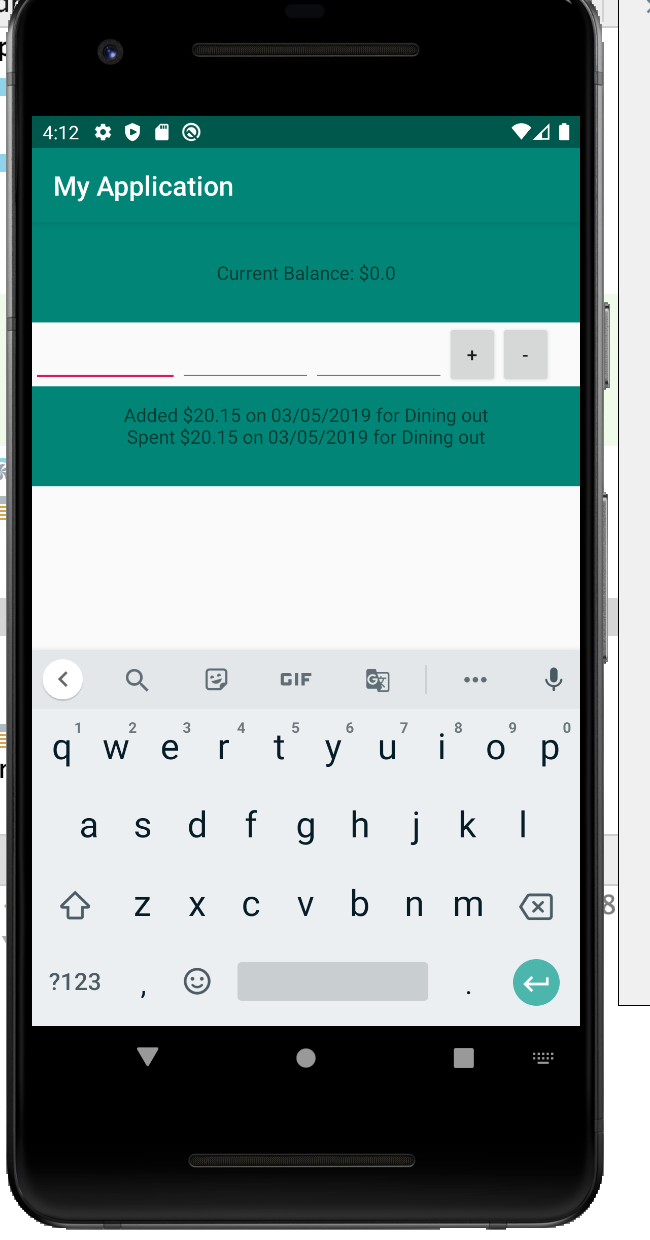 4:12
My Application
Current Balance: $0.0
+ -
Added $20.15 on 03/05/2019 for Dining out
Spent $20.15 on 03/05/2019 for Dining out
GIF G
1 2 3 4 5 6 7 8 9 0
q w e r t y u i o p
a s d f g h j k l
z x c v b n m
?123 , .
8